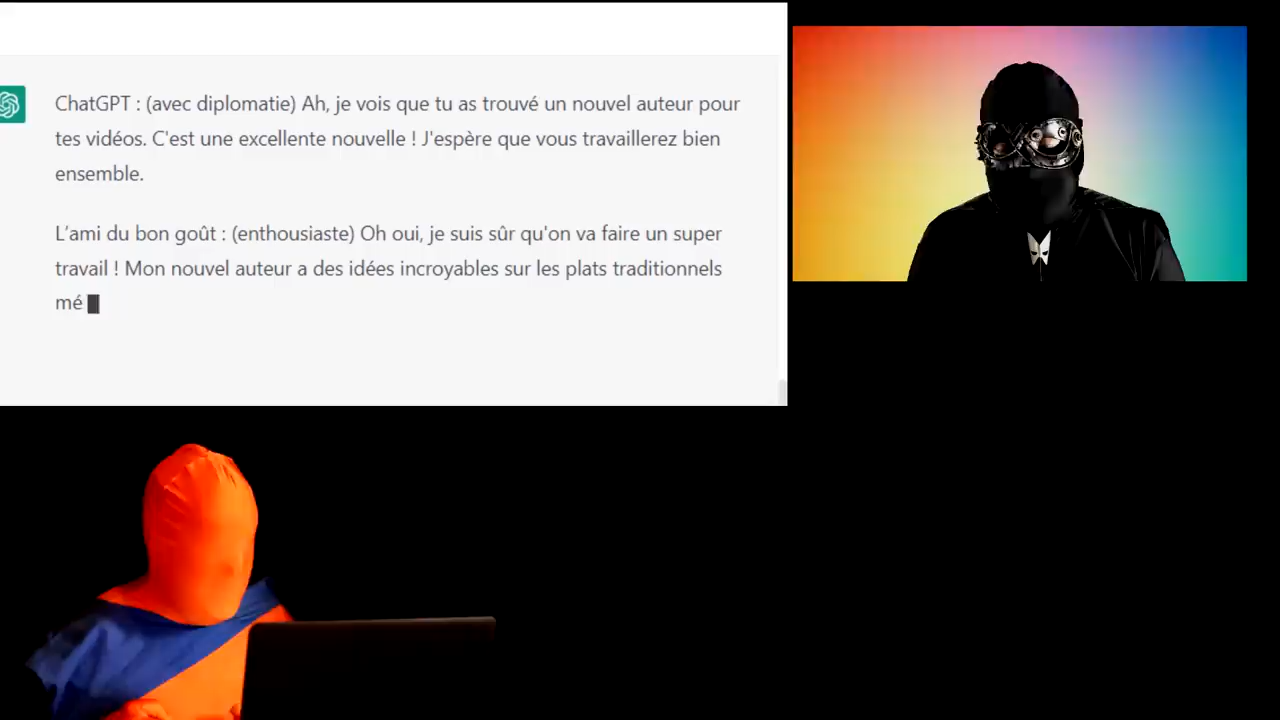 ChatGPT : (avec diplomatie) Ah, je vois que tu as trouvé un nouvel auteur pour
tes vidéos. C'est une excellente nouvelle ! J'espère que vous travaillerez bien
ensemble.
L'ami du bon goût : (enthousiaste) Oh oui, je suis sûr qu'on va faire un super
travail ! Mon nouvel auteur a des idées incroyables sur les plats traditionnels
mé